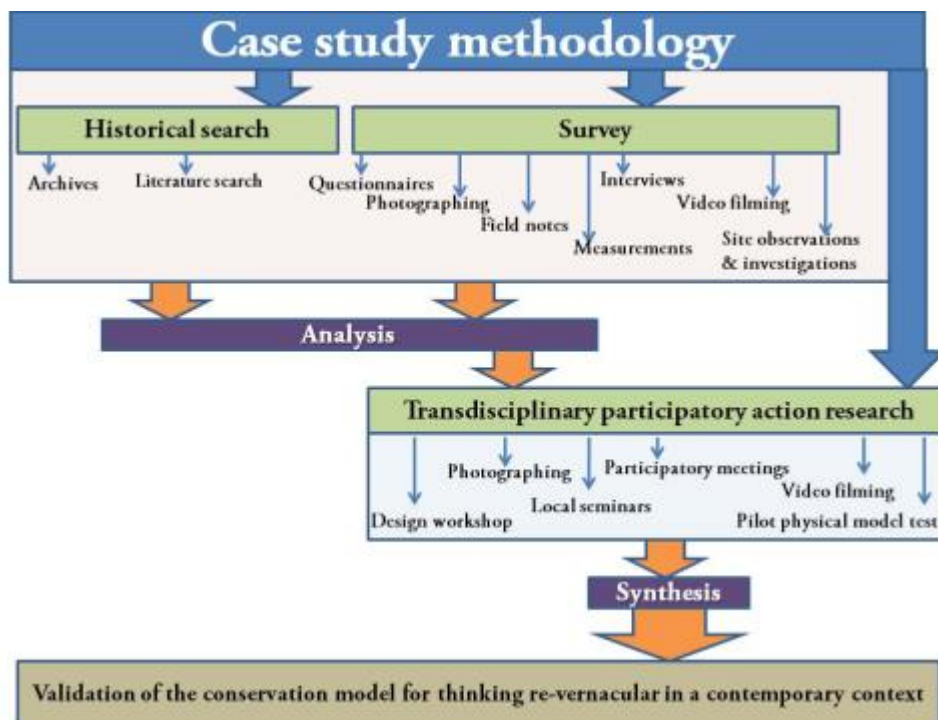 Case study methodology
Historical search
Survey
Archives
Literature search
Questionnaires
Photographing
Field notes
Measurements
Interviews
Video filming
Site observations
& investigations
Analysis
Transdisciplinary participatory action research
Design workshop
Photographing
Local seminars
Participatory meetings
Video filming
Pilot physical model test
Synthesis
Validation of the conservation model for thinking re-vernacular in a contemporary context